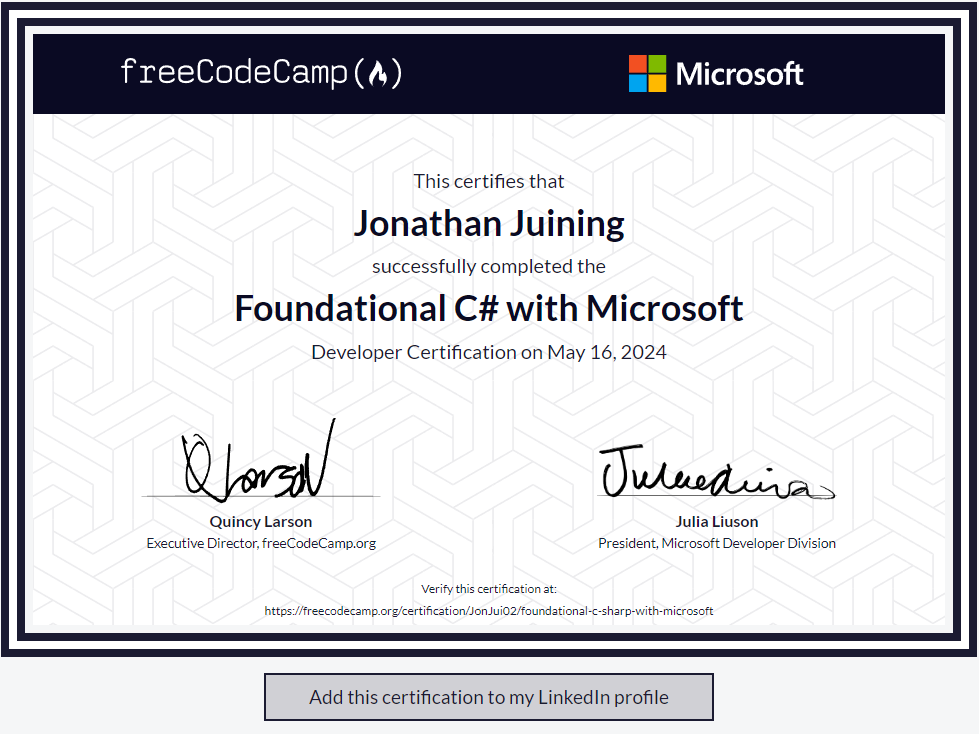 freeCodeCamp
Microsoft
This certifies that
Jonathan Juining
successfully completed the
Foundational C# with Microsoft
Developer Certification on May 16, 2024
QLarson
Quincy Larson
Executive Director, freeCodeCamp.org
Julia Liuson
President, Microsoft Developer Division
Verify this certification at:
https://freecodecamp.org/certification/JonJui02/foundational-c-sharp-with-microsoft
Add this certification to my LinkedIn profile